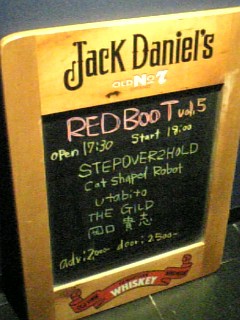 JACK DANIEL'S
OLD No. 7
RED BOOT vol.5
open 17:30 Start 18:00
STEPOVER2HOLD
Cat Shaped Robot
utabito
THE GILD
田口 貴志
adv: 2000- door: 2500-
WHISKEY